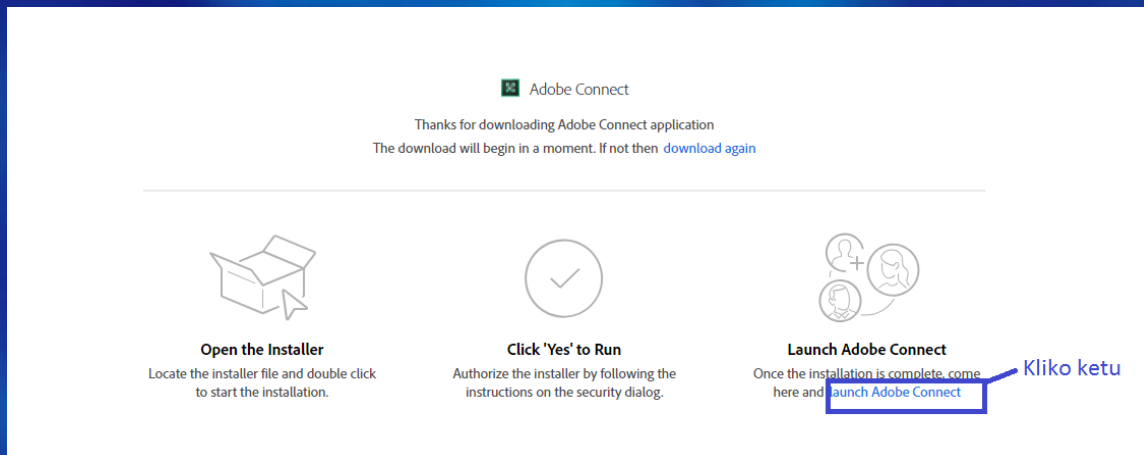 Adobe Connect
Thanks for downloading Adobe Connect application
The download will begin in a moment. If not then download again
Open the Installer
Locate the installer file and double click
to start the installation.
Click 'Yes' to Run
Authorize the installer by following the
instructions on the security dialog.
Launch Adobe Connect
Once the installation is complete, come
here and launch Adobe Connect
Kliko ketu